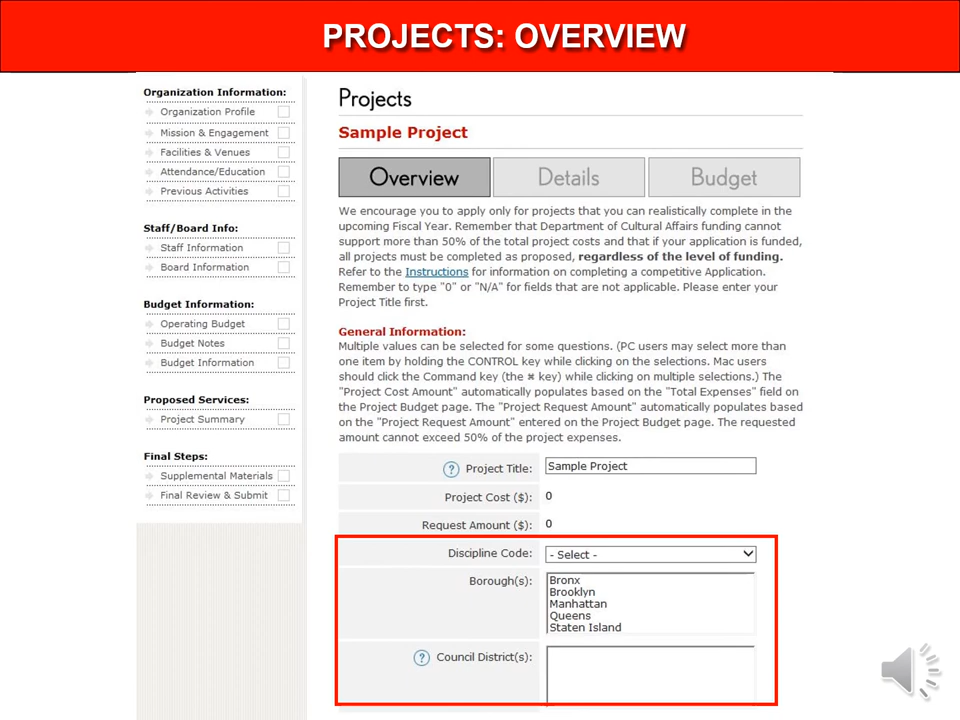 PROJECTS: OVERVIEW
Organization Information:
Organization Profile
Mission & Engagement
Facilities & Venues
Attendance/Education
Previous Activities
Staff/Board Info:
Staff Information
Board Information
Budget Information:
Operating Budget
Budget Notes
Budget Information
Proposed Services:
Project Summary
Final Steps:
Supplemental Materials
Final Review & Submit
Projects
Sample Project
Overview
Details
Budget
We encourage you to apply only for projects that you can realistically complete in the
upcoming Fiscal Year. Remember that Department of Cultural Affairs funding cannot
support more than 50% of the total project costs and that if your application is funded,
all projects must be completed as proposed, regardless of the level of funding.
Refer to the Instructions for information on completing a competitive Application.
Remember to type "0" or "N/A" for fields that are not applicable. Please enter your
Project Title first.
General Information:
Multiple values can be selected for some questions. (PC users may select more than
one item by holding the CONTROL key while clicking on the selections. Mac users
should click the Command key (the ⌘ key) while clicking on multiple selections.) The
"Project Cost Amount" automatically populates based on the "Total Expenses" field on
the Project Budget page. The "Project Request Amount" automatically populates based
on the "Project Request Amount" entered on the Project Budget page. The requested
amount cannot exceed 50% of the project expenses.
? Project Title: Sample Project
Project Cost ($): 0
Request Amount ($): 0
Discipline Code: - Select -
Borough(s): Bronx
Brooklyn
Manhattan
Queens
Staten Island
? Council District(s):